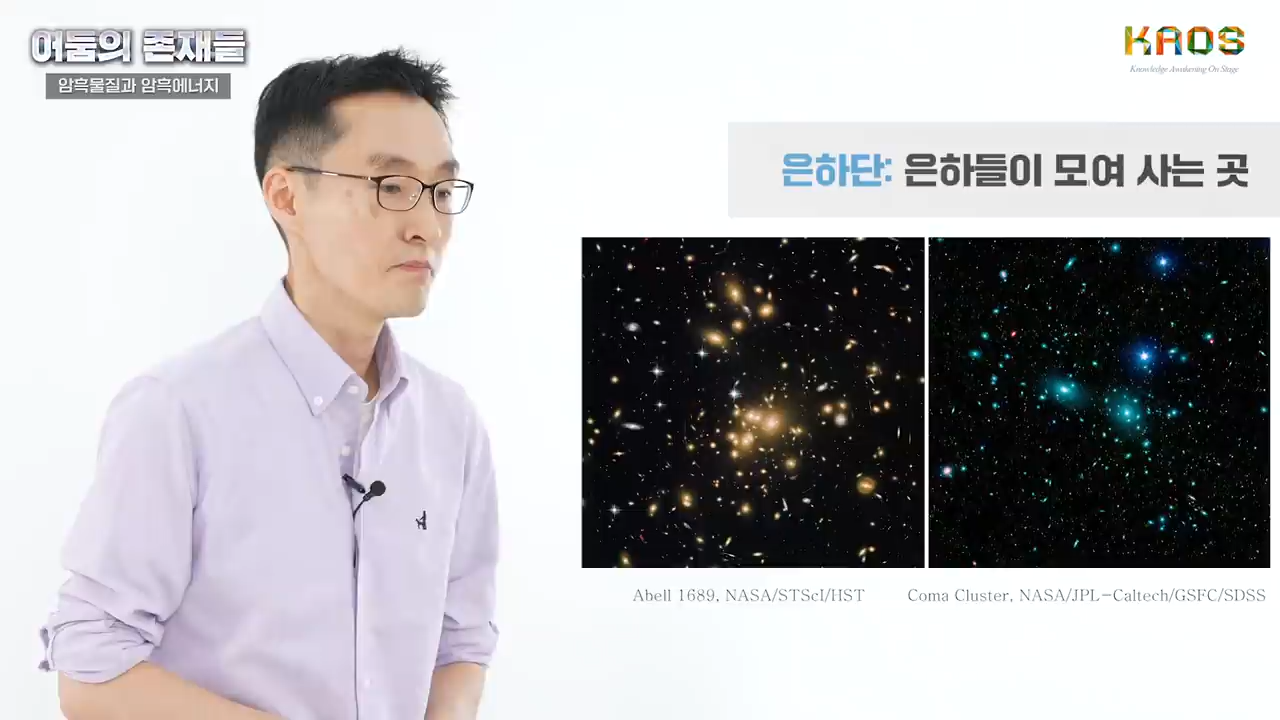 어둠의 존재들
암흑물질과 암흑에너지
KAOS
Knowledge Awakening On Stage
은하단: 은하들이 모여 사는 곳
Abell 1689, NASA/STScI/HST
Coma Cluster, NASA/JPL-Caltech/GSFC/SDSS